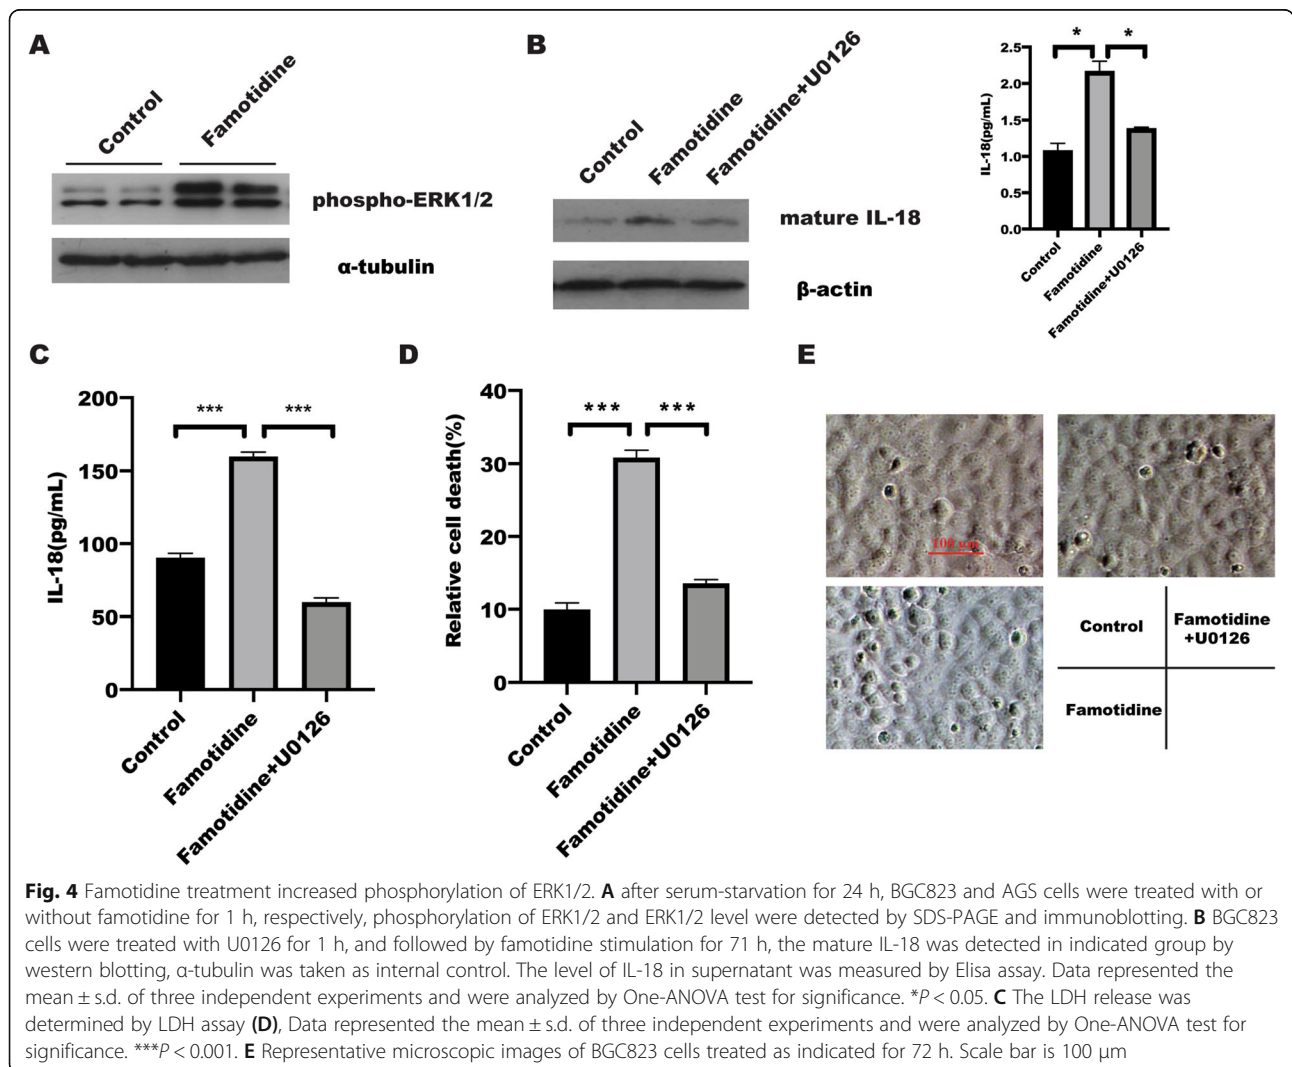 A
Control
Famotidine
phospho-ERK1/2
α-tubulin
B
Control
Famotidine
Famotidine+U0126
mature IL-18
β-actin
IL-18(pg/mL)
2.5
2.0
1.5
1.0
0.5
0.0
*
*
Control
Famotidine
Famotidine+U0126
C
IL-18(pg/mL)
200
150
100
50
0
***
***
Control
Famotidine
Famotidine+U0126
D
Relative cell death(%)
40
30
20
10
0
***
***
Control
Famotidine
Famotidine+U0126
E
100 μm
Control
Famotidine
+U0126
Famotidine
Fig. 4 Famotidine treatment increased phosphorylation of ERK1/2. A after serum-starvation for 24 h, BGC823 and AGS cells were treated with or
without famotidine for 1 h, respectively, phosphorylation of ERK1/2 and ERK1/2 level were detected by SDS-PAGE and immunoblotting. B BGC823
cells were treated with U0126 for 1 h, and followed by famotidine stimulation for 71 h, the mature IL-18 was detected in indicated group by
western blotting, α-tubulin was taken as internal control. The level of IL-18 in supernatant was measured by Elisa assay. Data represented the
mean ± s.d. of three independent experiments and were analyzed by One-ANOVA test for significance. *P < 0.05. C The LDH release was
determined by LDH assay (D), Data represented the mean ± s.d. of three independent experiments and were analyzed by One-ANOVA test for
significance. ***P < 0.001. E Representative microscopic images of BGC823 cells treated as indicated for 72 h. Scale bar is 100 μm